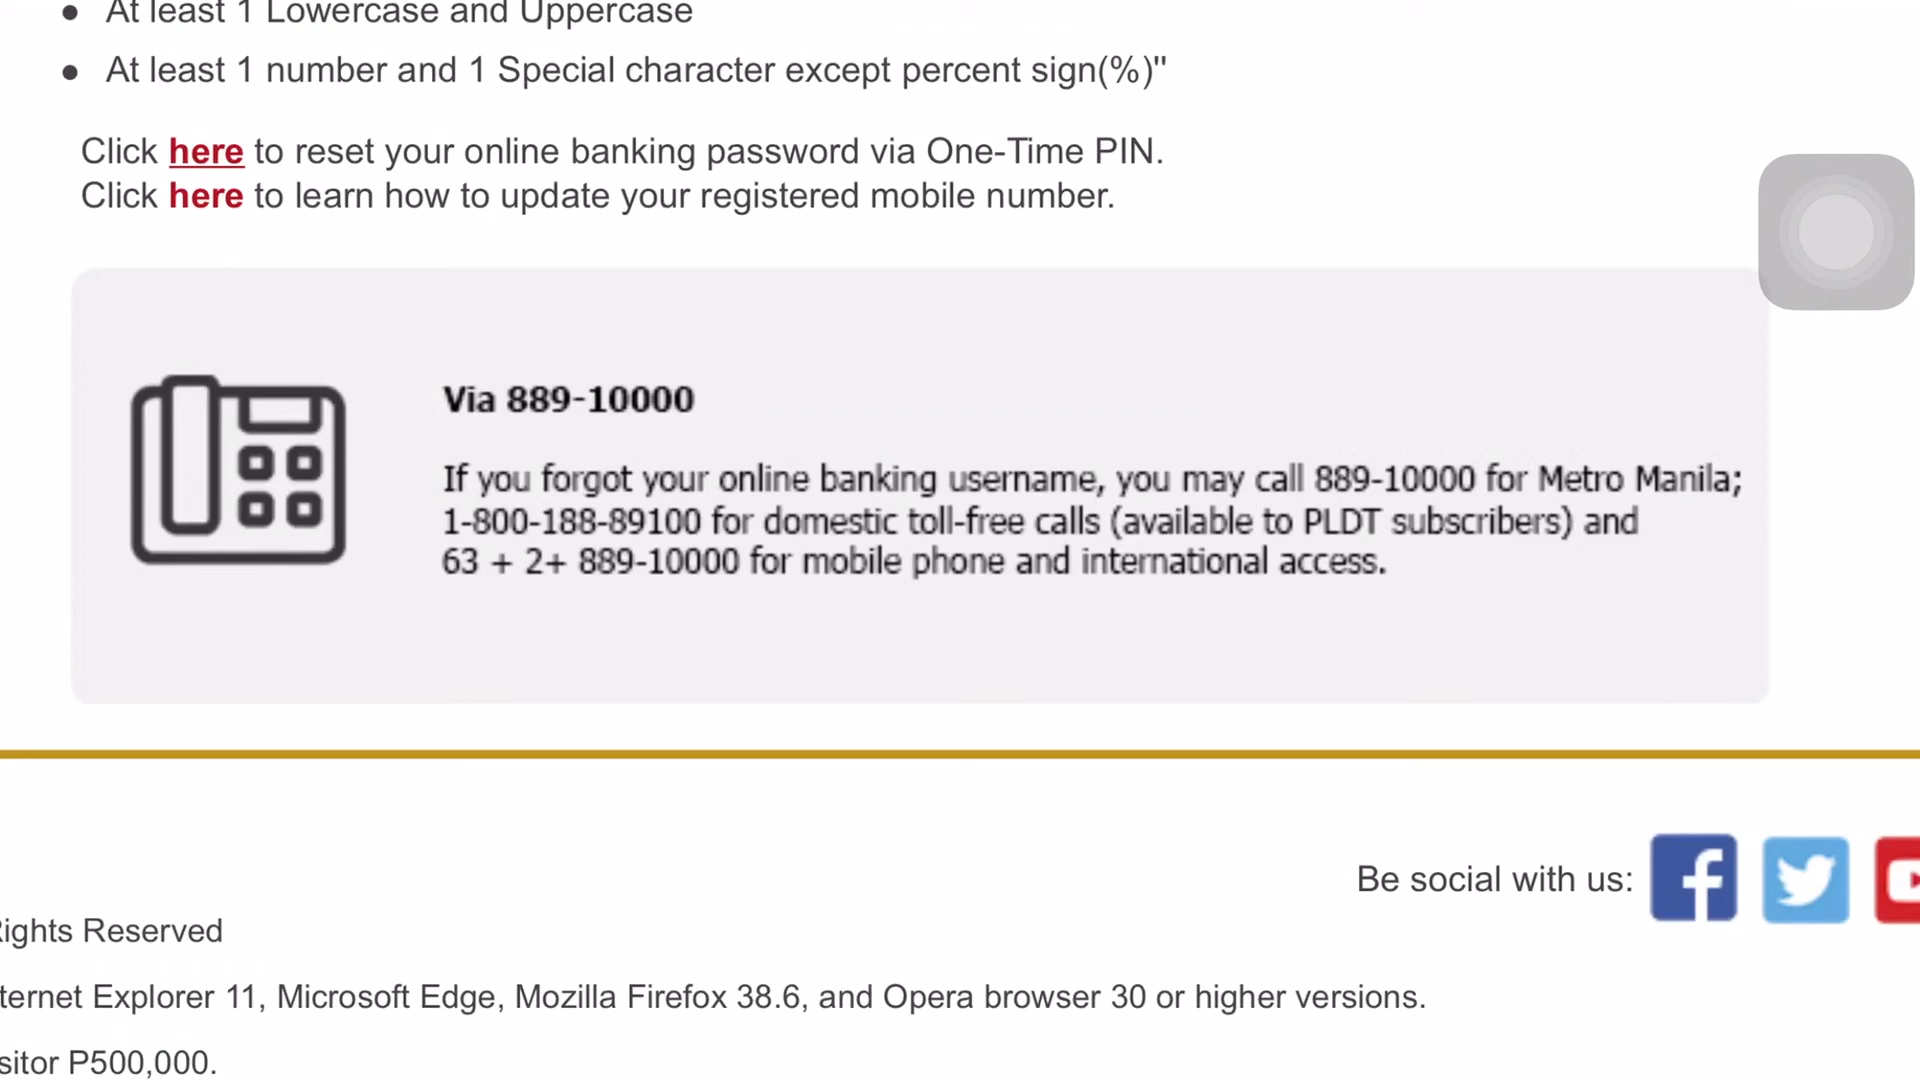 At least 1 Lowercase and Uppercase
At least 1 number and 1 Special character except percent sign(%)"
Click here to reset your online banking password via One-Time PIN.
Click here to learn how to update your registered mobile number.
Via 889-10000
If you forgot your online banking username, you may call 889-10000 for Metro Manila;
1-800-188-89100 for domestic toll-free calls (available to PLDT subscribers) and
63 + 2+ 889-10000 for mobile phone and international access.
Be social with us:
ights Reserved
ternet Explorer 11, Microsoft Edge, Mozilla Firefox 38.6, and Opera browser 30 or higher versions.
sitor P500,000.